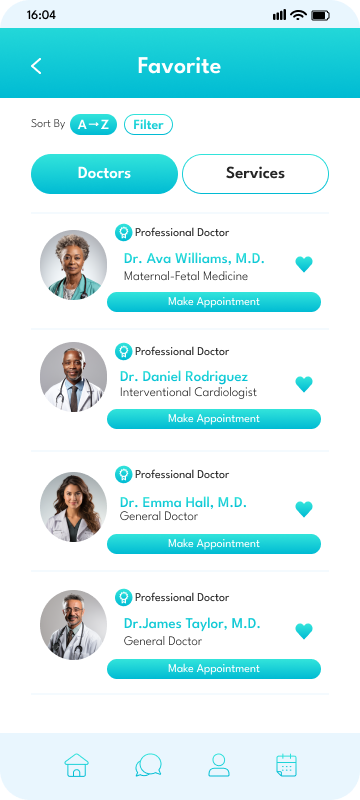 16:04
Favorite
Sort By A→Z Filter
Doctors Services
Professional Doctor
Dr. Ava Williams, M.D.
Maternal-Fetal Medicine
Make Appointment
Professional Doctor
Dr. Daniel Rodriguez
Interventional Cardiologist
Make Appointment
Professional Doctor
Dr. Emma Hall, M.D.
General Doctor
Make Appointment
Professional Doctor
Dr.James Taylor, M.D.
General Doctor
Make Appointment